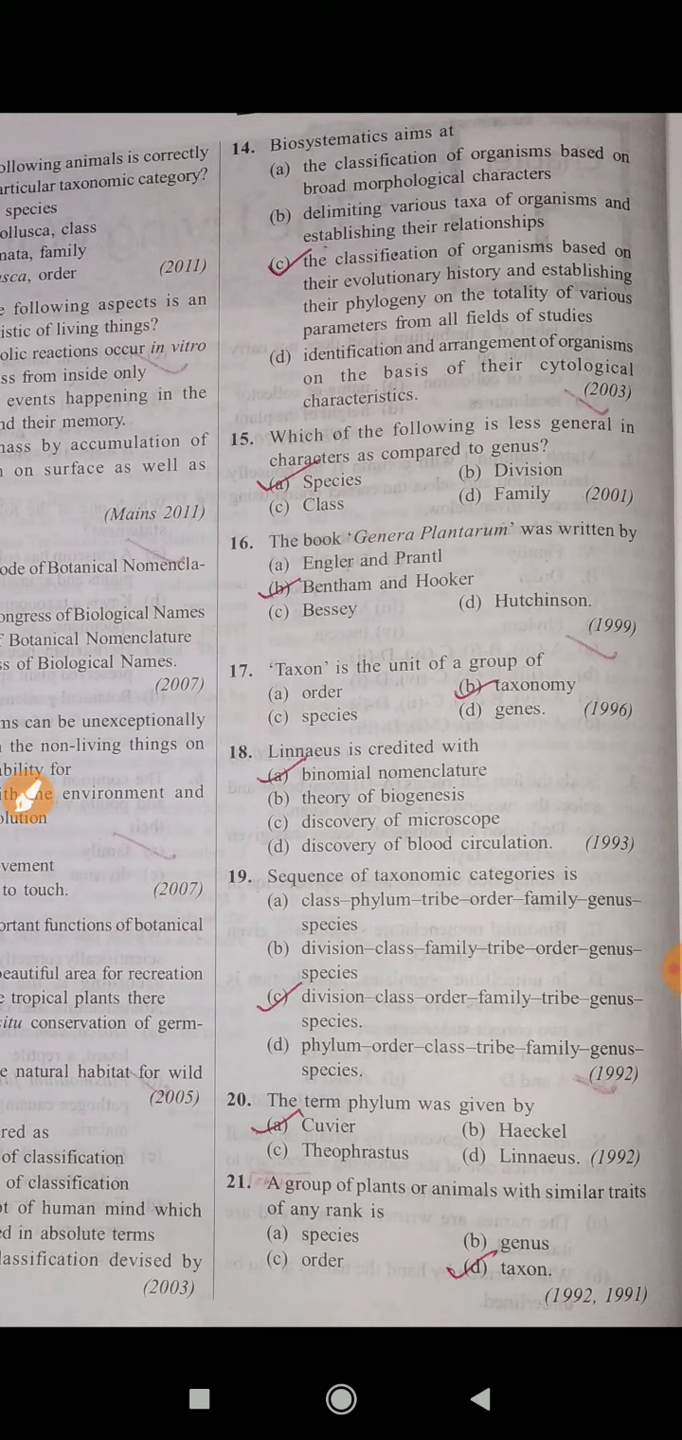 ollowing animals is correctly
articular taxonomic category?
species
ollusca, class
nata, family
sca, order (2011)
e following aspects is an
istic of living things?
olic reactions occur in vitro
ss from inside only
events happening in the
nd their memory.
mass by accumulation of
on surface as well as
(Mains 2011)
ode of Botanical Nomencla-
ongress of Biological Names
f Botanical Nomenclature
ss of Biological Names.
(2007)
ms can be unexceptionally
the non-living things on
ability for
ith the environment and
olution
vement
to touch. (2007)
ortant functions of botanical
beautiful area for recreation
e tropical plants there
situ conservation of germ-
e natural habitat for wild
(2005)
red as
of classification
of classification
ot of human mind which
ed in absolute terms
lassification devised by
(2003)
14. Biosystematics aims at
(a) the classification of organisms based on
broad morphological characters
(b) delimiting various taxa of organisms and
establishing their relationships
(c) the classification of organisms based on
their evolutionary history and establishing
their phylogeny on the totality of various
parameters from all fields of studies
(d) identification and arrangement of organisms
on the basis of their cytological
characteristics. (2003)
15. Which of the following is less general in
characters as compared to genus?
(a) Species (b) Division
(c) Class (d) Family (2001)
16. The book ‘Genera Plantarum’ was written by
(a) Engler and Prantl
(b) Bentham and Hooker
(c) Bessey (d) Hutchinson.
(1999)
17. ‘Taxon’ is the unit of a group of
(a) order (b) taxonomy
(c) species (d) genes. (1996)
18. Linnaeus is credited with
(a) binomial nomenclature
(b) theory of biogenesis
(c) discovery of microscope
(d) discovery of blood circulation. (1993)
19. Sequence of taxonomic categories is
(a) class–phylum–tribe–order–family–genus–
species
(b) division–class–family–tribe–order–genus–
species
(c) division–class–order–family–tribe–genus–
species.
(d) phylum–order–class–tribe–family–genus–
species. (1992)
20. The term phylum was given by
(a) Cuvier (b) Haeckel
(c) Theophrastus (d) Linnaeus. (1992)
21. A group of plants or animals with similar traits
of any rank is
(a) species (b) genus
(c) order (d) taxon.
(1992, 1991)